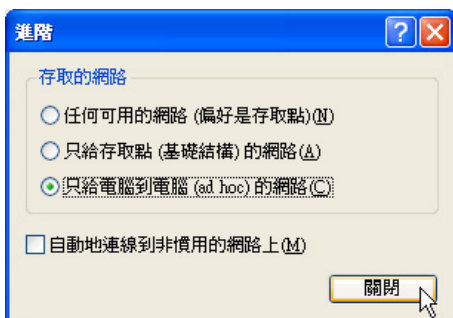 進階
存取的網路
任何可用的網路 (偏好是存取點)(N)
只給存取點 (基礎結構) 的網路(A)
只給電腦到電腦 (ad hoc) 的網路(C)
自動地連線到非慣用的網路上(M)
關閉